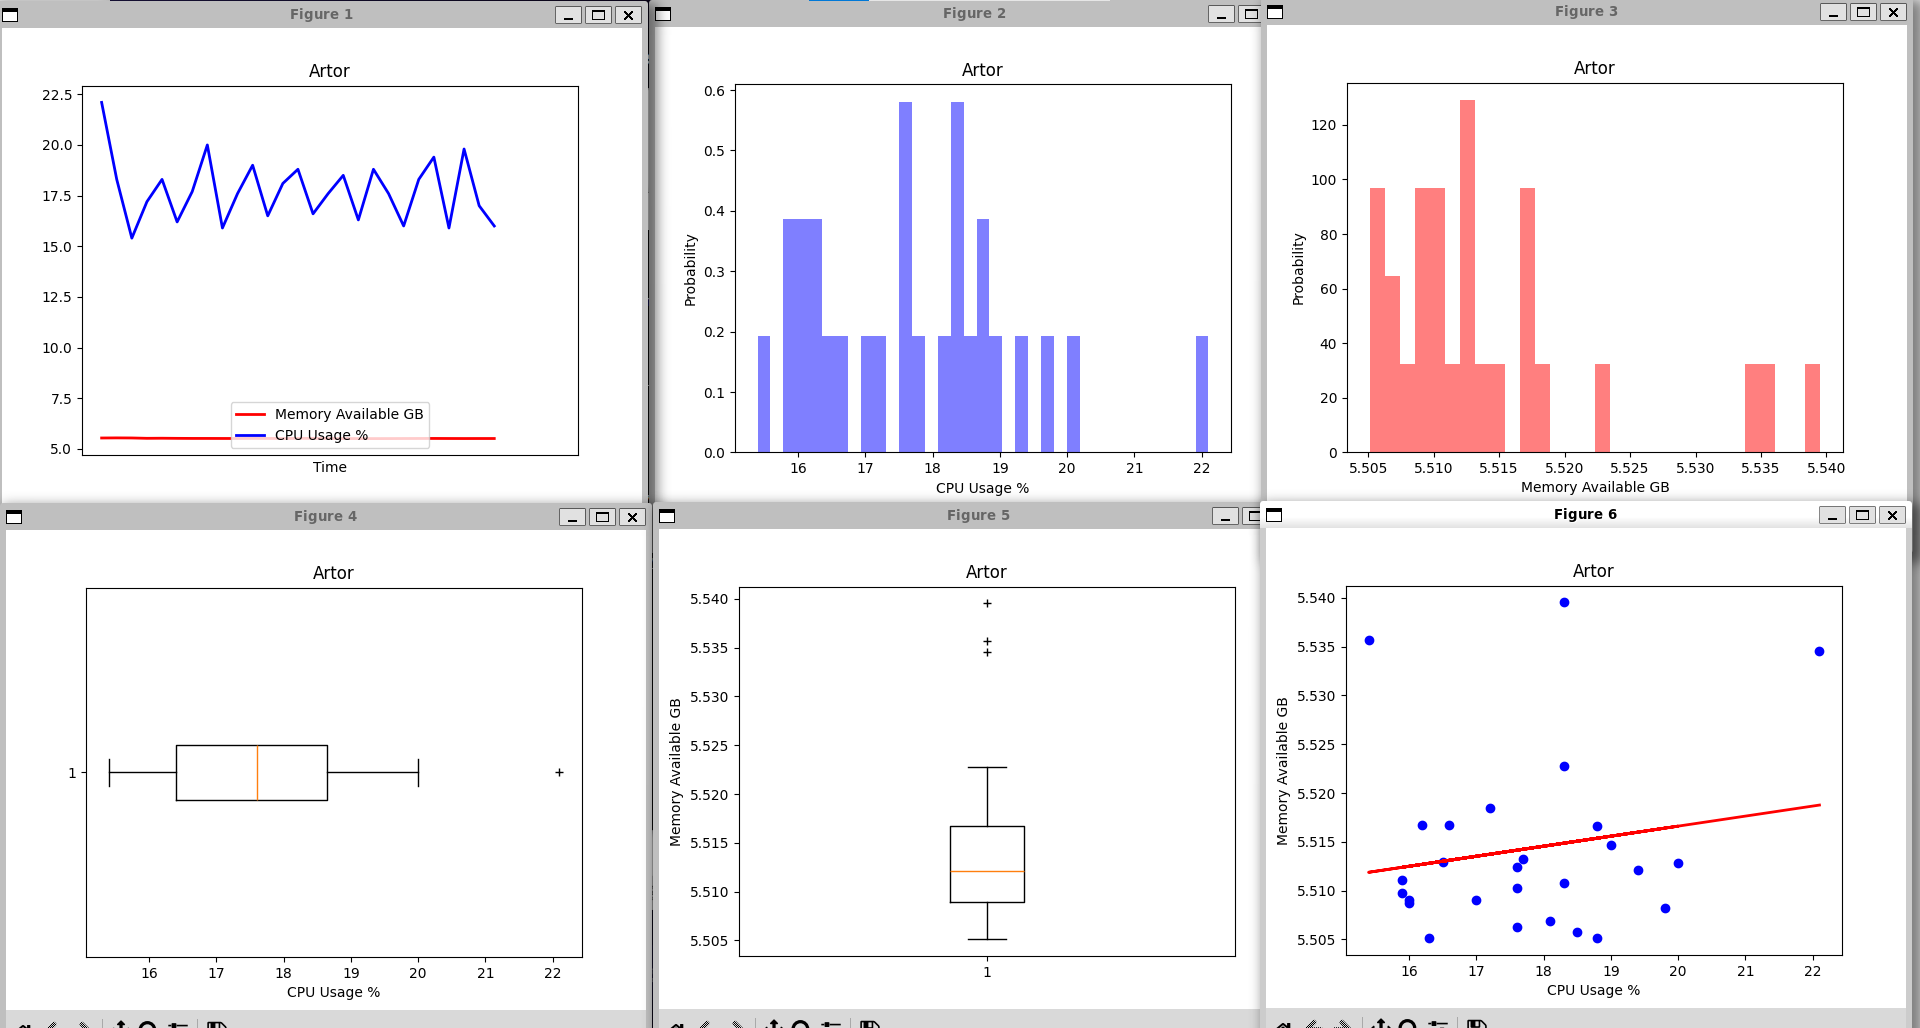 Figure 1
Artor
22.5
20.0
17.5
15.0
12.5
10.0
7.5
5.0
Memory Available GB
CPU Usage %
Time
Figure 2
Artor
0.6
0.5
0.4
0.3
0.2
0.1
0.0
Probability
16 17 18 19 20 21 22
CPU Usage %
Figure 3
Artor
120
100
80
60
40
20
0
Probability
5.505 5.510 5.515 5.520 5.525 5.530 5.535 5.540
Memory Available GB
Figure 4
Artor
1
16 17 18 19 20 21 22
CPU Usage %
Figure 5
Artor
5.540
5.535
5.530
5.525
5.520
5.515
5.510
5.505
Memory Available GB
1
Figure 6
Artor
5.540
5.535
5.530
5.525
5.520
5.515
5.510
5.505
Memory Available GB
16 17 18 19 20 21 22
CPU Usage %